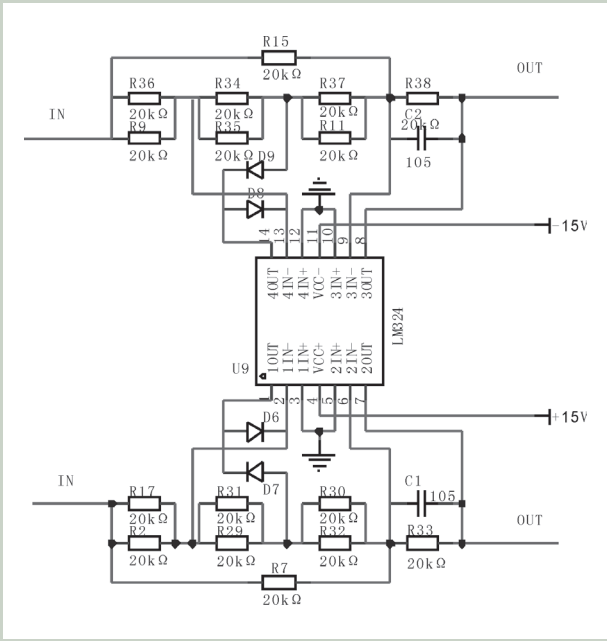 R15
20kΩ
OUT
R36
R34
R37
R38
IN
20kΩ
20kΩ
20kΩ
C2
20kΩ
R9
R35
R11
20kΩ
20kΩ
D9
20kΩ
105
D8
-15V
14
13
12
11
10
9
8
4OUT
4IN-
4IN+
VCC-
3IN+
3IN-
3OUT
LM324
U9
1OUT
1IN-
1IN+
VCC+
2IN+
2IN-
2OUT
1
2
3
4
5
6
7
+15V
D6
IN
D7
C1
R17
R31
R30
105
20kΩ
20kΩ
20kΩ
OUT
R2
R29
R32
R33
20kΩ
20kΩ
20kΩ
20kΩ
R7
20kΩ